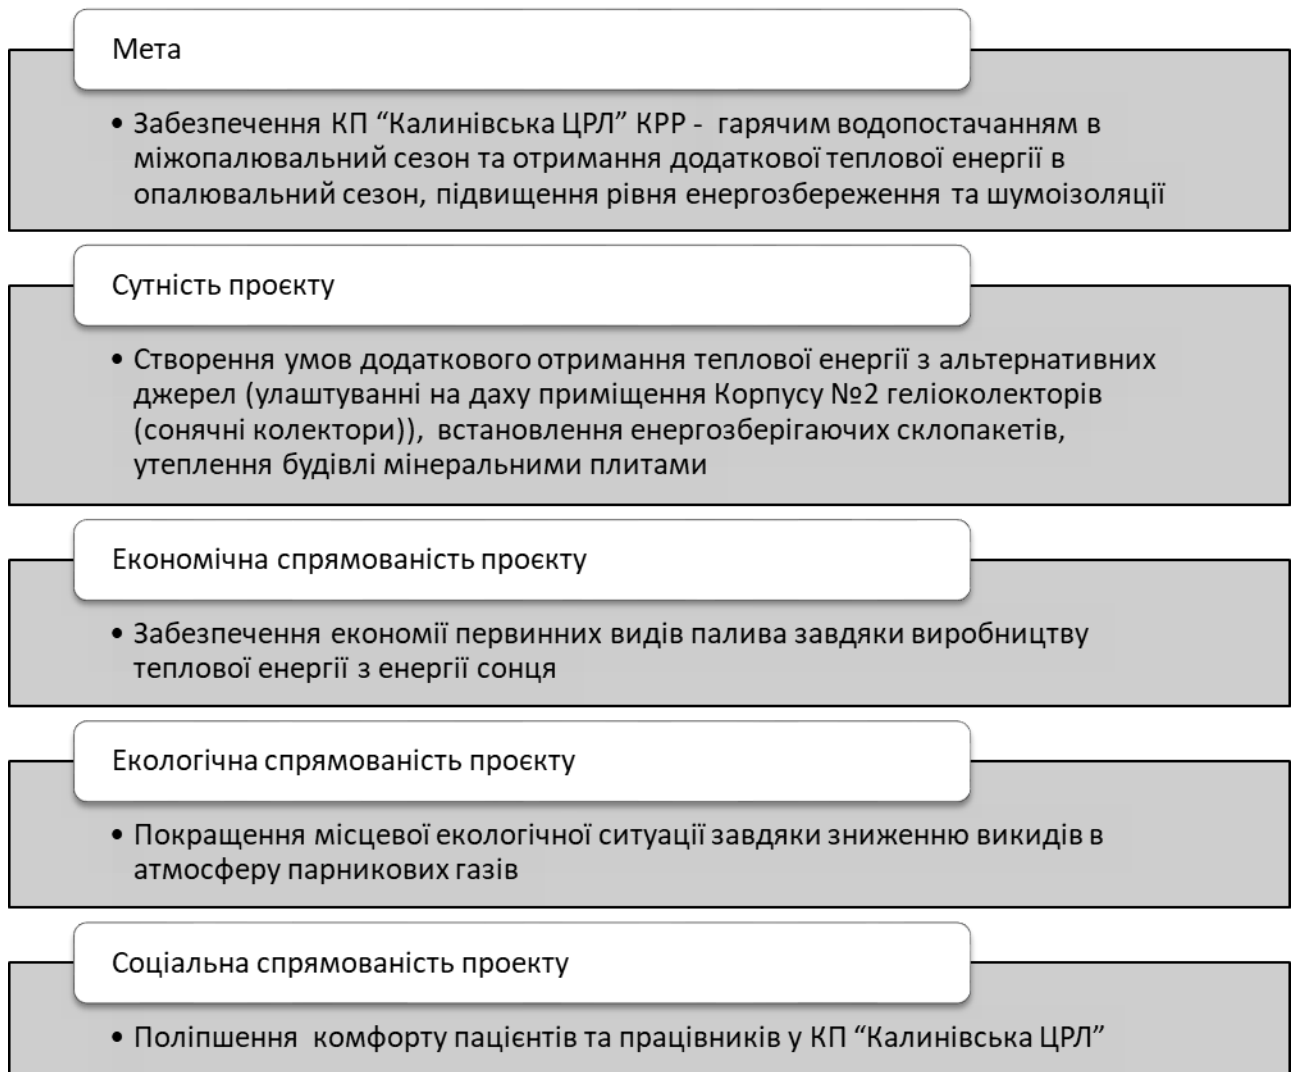 Мета
• Забезпечення КП “Калинівська ЦРЛ” КРР - гарячим водопостачанням в
міжопалювальний сезон та отримання додаткової теплової енергії в
опалювальний сезон, підвищення рівня енергозбереження та шумоізоляції
Сутність проєкту
• Створення умов додаткового отримання теплової енергії з альтернативних
джерел (улаштуванні на даху приміщення Корпусу №2 геліоколекторів
(сонячні колектори)), встановлення енергозберігаючих склопакетів,
утеплення будівлі мінеральними плитами
Економічна спрямованість проєкту
• Забезпечення економії первинних видів палива завдяки виробництву
теплової енергії з енергії сонця
Екологічна спрямованість проєкту
• Покращення місцевої екологічної ситуації завдяки зниженню викидів в
атмосферу парникових газів
Соціальна спрямованість проекту
• Поліпшення комфорту пацієнтів та працівників у КП “Калинівська ЦРЛ”